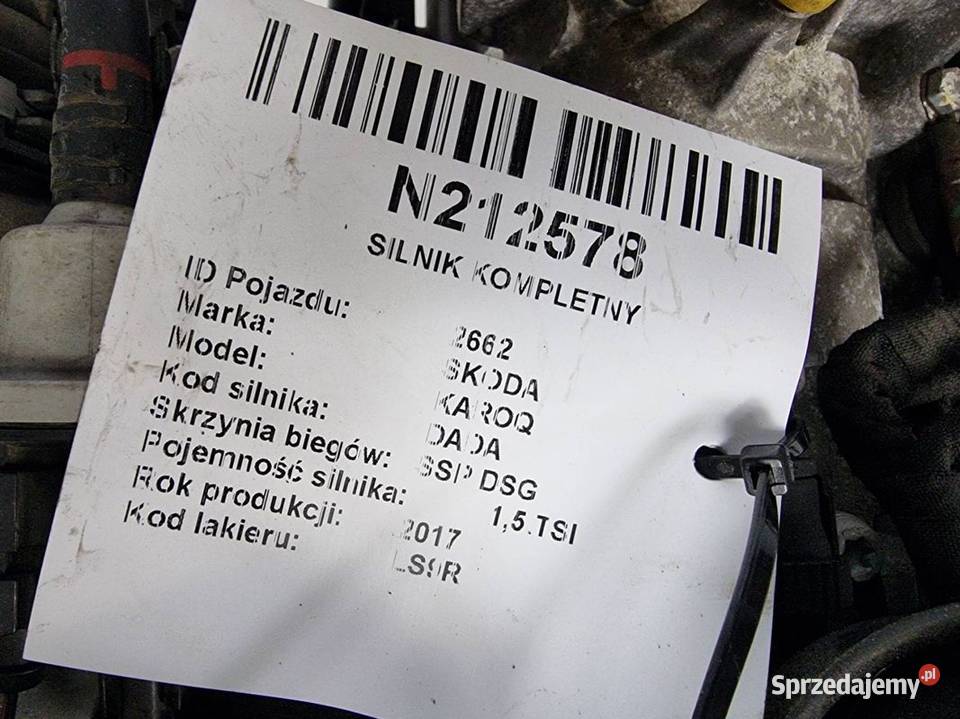 N212578
SILNIK KOMPLETNY
ID Pojazdu: 2662
Marka: SKODA
Model: KAROQ
Kod silnika: DADA
Skrzynia biegów: SSP DSG
Pojemność silnika: 1,5.TSI
Rok produkcji: 2017
Kod lakieru: LS9R
Sprzedajemy.pl